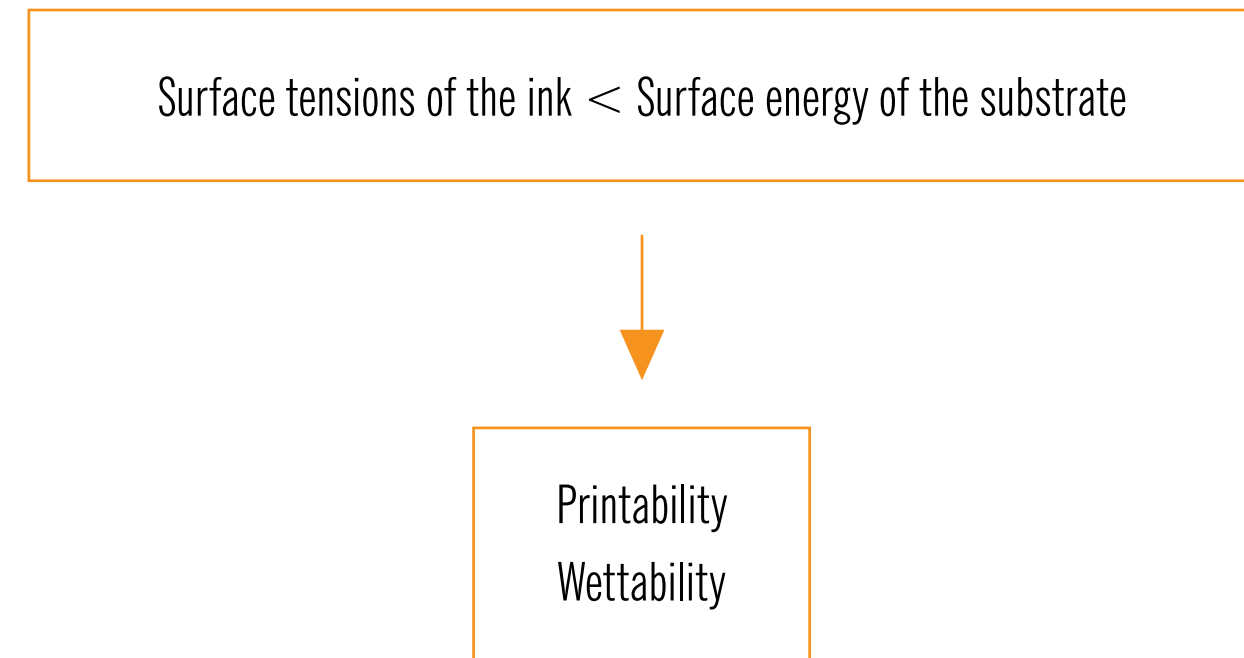 Surface tensions of the ink < Surface energy of the substrate
Printability
Wettability